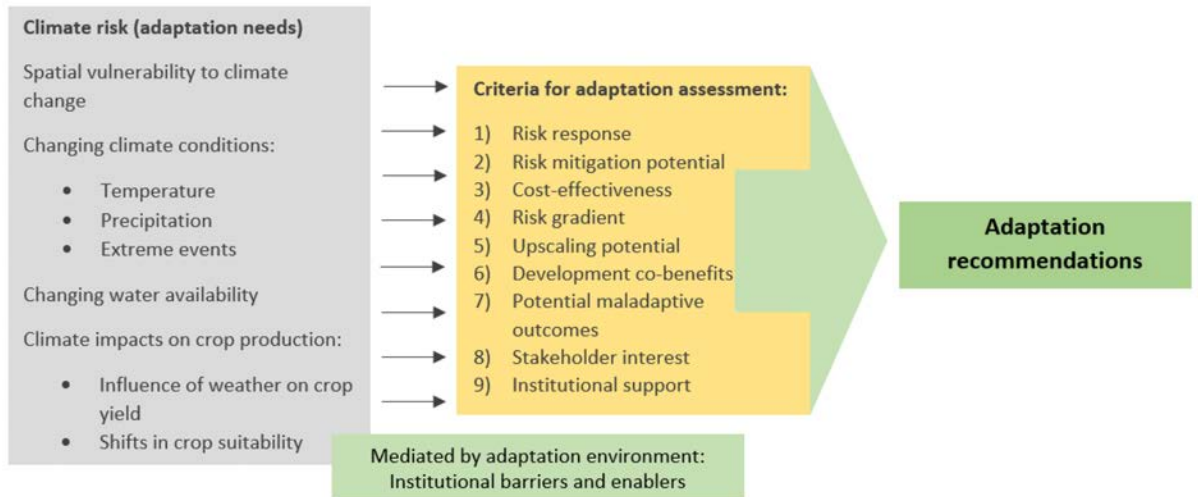 Climate risk (adaptation needs)
Spatial vulnerability to climate
change
Changing climate conditions:
• Temperature
• Precipitation
• Extreme events
Changing water availability
Climate impacts on crop production:
• Influence of weather on crop
yield
• Shifts in crop suitability
Criteria for adaptation assessment:
1) Risk response
2) Risk mitigation potential
3) Cost-effectiveness
4) Risk gradient
5) Upscaling potential
6) Development co-benefits
7) Potential maladaptive
outcomes
8) Stakeholder interest
9) Institutional support
Mediated by adaptation environment:
Institutional barriers and enablers
Adaptation
recommendations